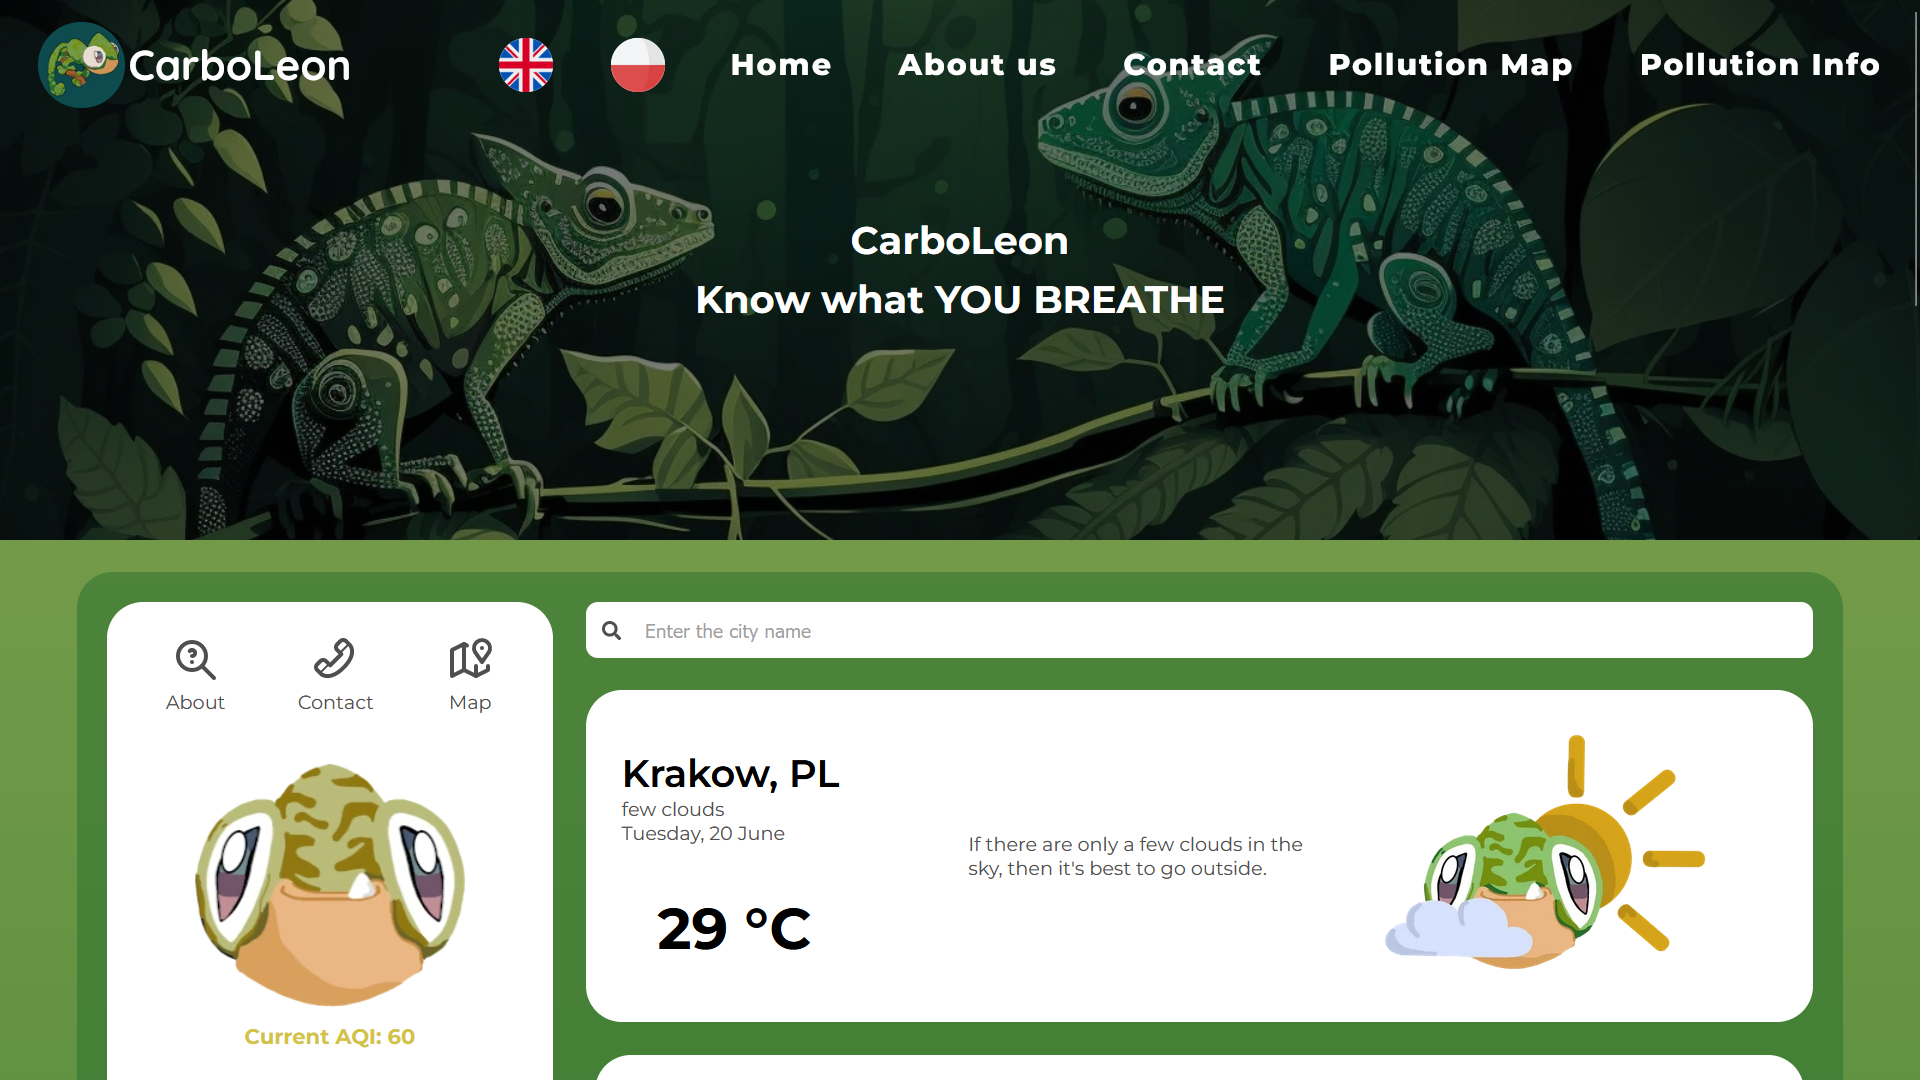 CarboLeon
Home
About us
Contact
Pollution Map
Pollution Info
CarboLeon
Know what YOU BREATHE
About
Contact
Map
Current AQI: 60
Enter the city name
Krakow, PL
few clouds
Tuesday, 20 June
29 °C
If there are only a few clouds in the
sky, then it's best to go outside.